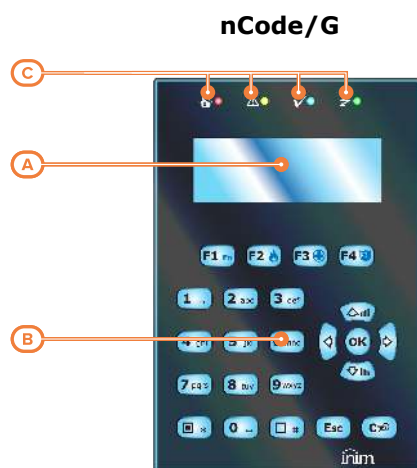 nCode/G
C
A
F1 Fn F2 F3 F4
1 . , 2 abc 3 def
B
4 ghi 5 jkl mno
7 pqrs 8 tuv 9 wxyz
* 0 #
OK
Esc
inim